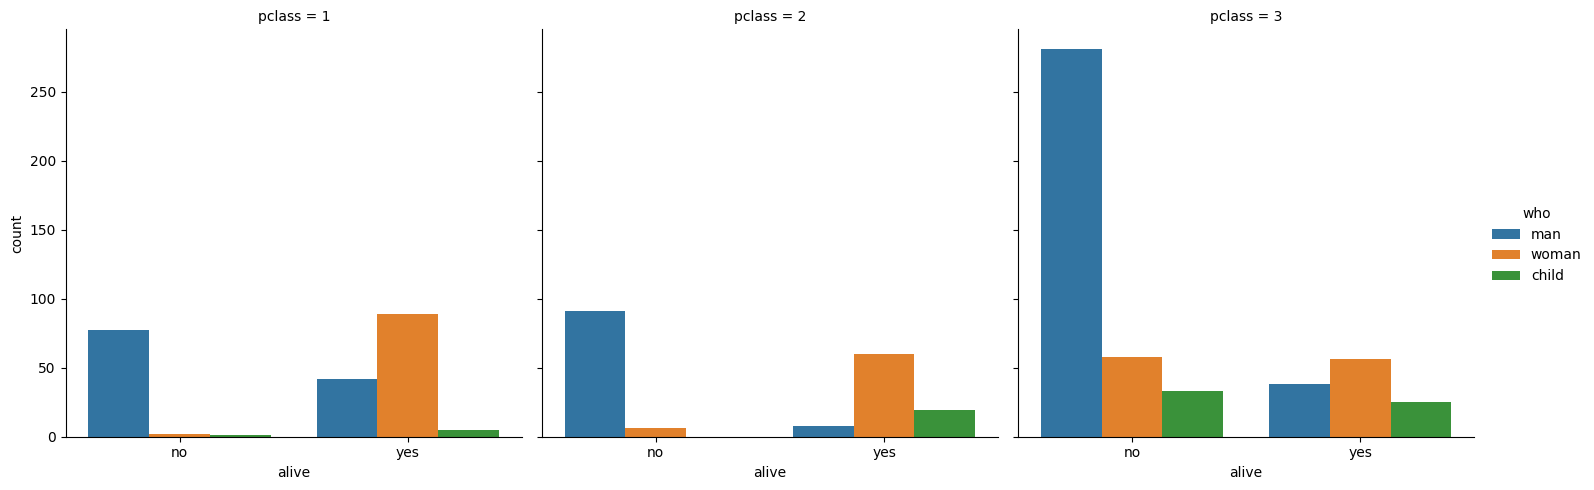 pclass = 1
pclass = 2
pclass = 3
count
250
200
150
100
50
0
no
yes
alive
no
yes
alive
no
yes
alive
who
man
woman
child